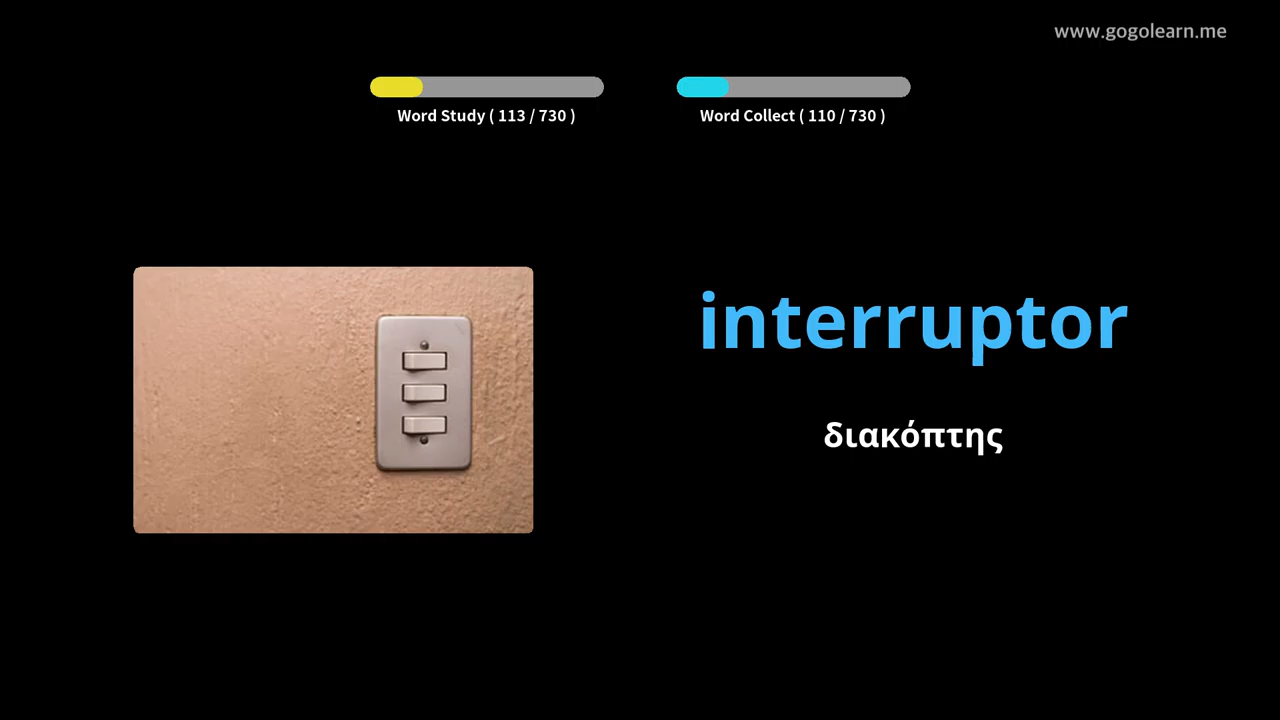 www.gogolearn.me
Word Study ( 113 / 730 )
Word Collect ( 110 / 730 )
interruptor
διακόπτης